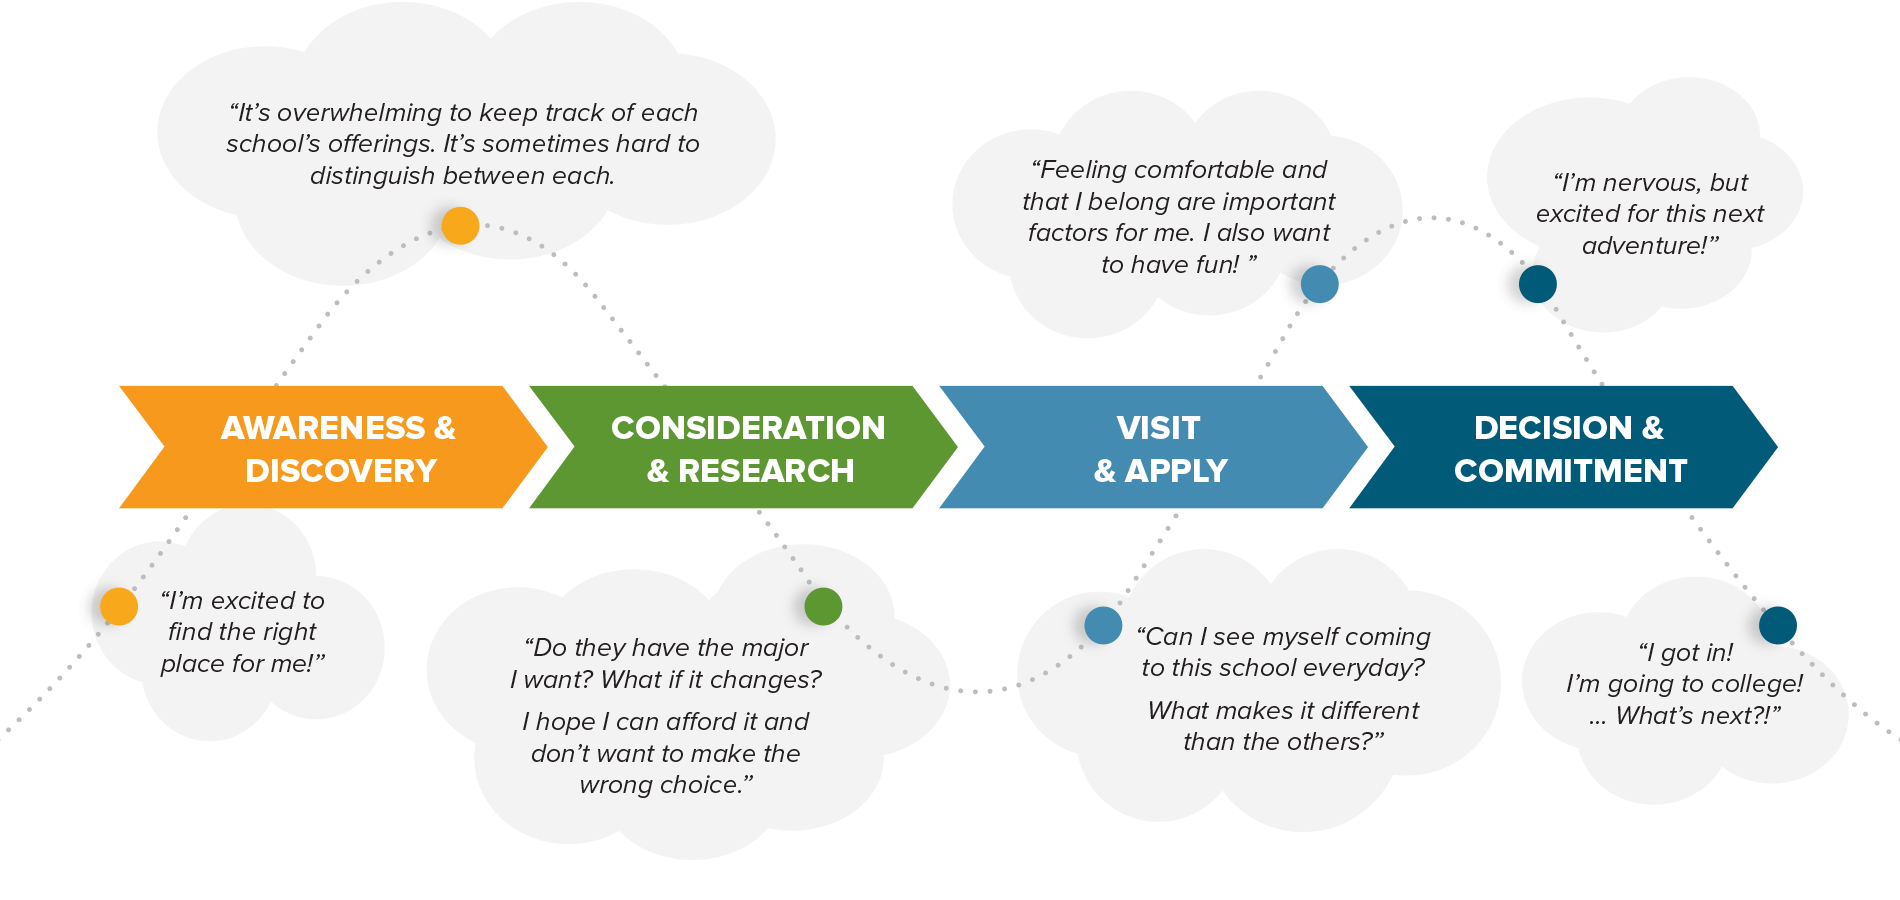 “It’s overwhelming to keep track of each
school’s offerings. It’s sometimes hard to
distinguish between each.
“Feeling comfortable and
that I belong are important
factors for me. I also want
to have fun! ”
“I’m nervous, but
excited for this next
adventure!”
AWARENESS &
DISCOVERY
CONSIDERATION
& RESEARCH
VISIT
& APPLY
DECISION &
COMMITMENT
“I’m excited to
find the right
place for me!”
“Do they have the major
I want? What if it changes?
I hope I can afford it and
don’t want to make the
wrong choice.”
“Can I see myself coming
to this school everyday?
What makes it different
than the others?”
“I got in!
I’m going to college!
... What’s next?!”